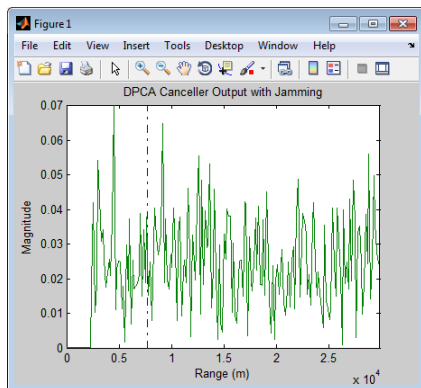 Figure 1
File Edit View Insert Tools Desktop Window Help
DPCA Canceller Output with Jamming
0.07
0.06
0.05
0.04
0.03
0.02
0.01
0
Magnitude
0 0.5 1 1.5 2 2.5
x 10^4
Range (m)